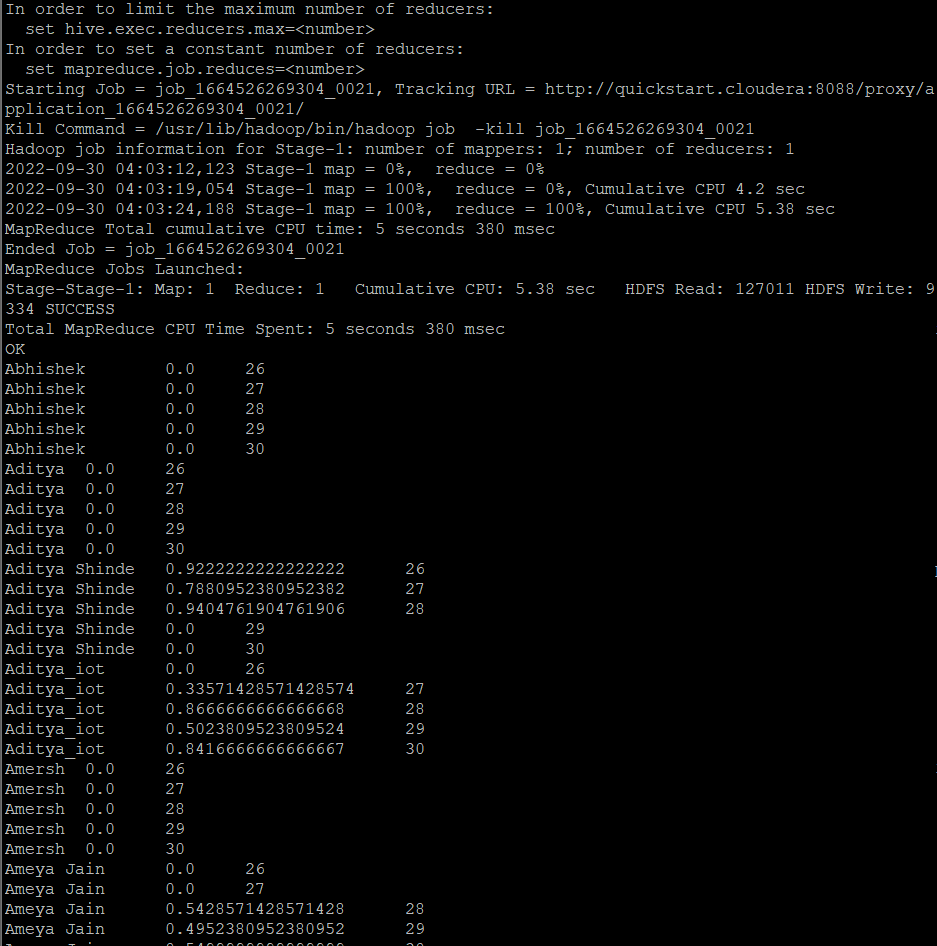 In order to limit the maximum number of reducers:
  set hive.exec.reducers.max=<number>
In order to set a constant number of reducers:
  set mapreduce.job.reduces=<number>
Starting Job = job_1664526269304_0021, Tracking URL = http://quickstart.cloudera:8088/proxy/a
pplication_1664526269304_0021/
Kill Command = /usr/lib/hadoop/bin/hadoop job  -kill job_1664526269304_0021
Hadoop job information for Stage-1: number of mappers: 1; number of reducers: 1
2022-09-30 04:03:12,123 Stage-1 map = 0%,  reduce = 0%
2022-09-30 04:03:19,054 Stage-1 map = 100%,  reduce = 0%, Cumulative CPU 4.2 sec
2022-09-30 04:03:24,188 Stage-1 map = 100%,  reduce = 100%, Cumulative CPU 5.38 sec
MapReduce Total cumulative CPU time: 5 seconds 380 msec
Ended Job = job_1664526269304_0021
MapReduce Jobs Launched:
Stage-Stage-1: Map: 1  Reduce: 1   Cumulative CPU: 5.38 sec   HDFS Read: 127011 HDFS Write: 9
334 SUCCESS
Total MapReduce CPU Time Spent: 5 seconds 380 msec
OK
Abhishek        0.0     26
Abhishek        0.0     27
Abhishek        0.0     28
Abhishek        0.0     29
Abhishek        0.0     30
Aditya  0.0     26
Aditya  0.0     27
Aditya  0.0     28
Aditya  0.0     29
Aditya  0.0     30
Aditya Shinde   0.9222222222222222      26
Aditya Shinde   0.7880952380952382      27
Aditya Shinde   0.9404761904761906      28
Aditya Shinde   0.0     29
Aditya Shinde   0.0     30
Aditya_iot      0.0     26
Aditya_iot      0.33571428571428574     27
Aditya_iot      0.8666666666666668      28
Aditya_iot      0.5023809523809524      29
Aditya_iot      0.8416666666666667      30
Amersh  0.0     26
Amersh  0.0     27
Amersh  0.0     28
Amersh  0.0     29
Amersh  0.0     30
Ameya Jain      0.0     26
Ameya Jain      0.0     27
Ameya Jain      0.5428571428571428      28
Ameya Jain      0.4952380952380952      29
Ameya Jain